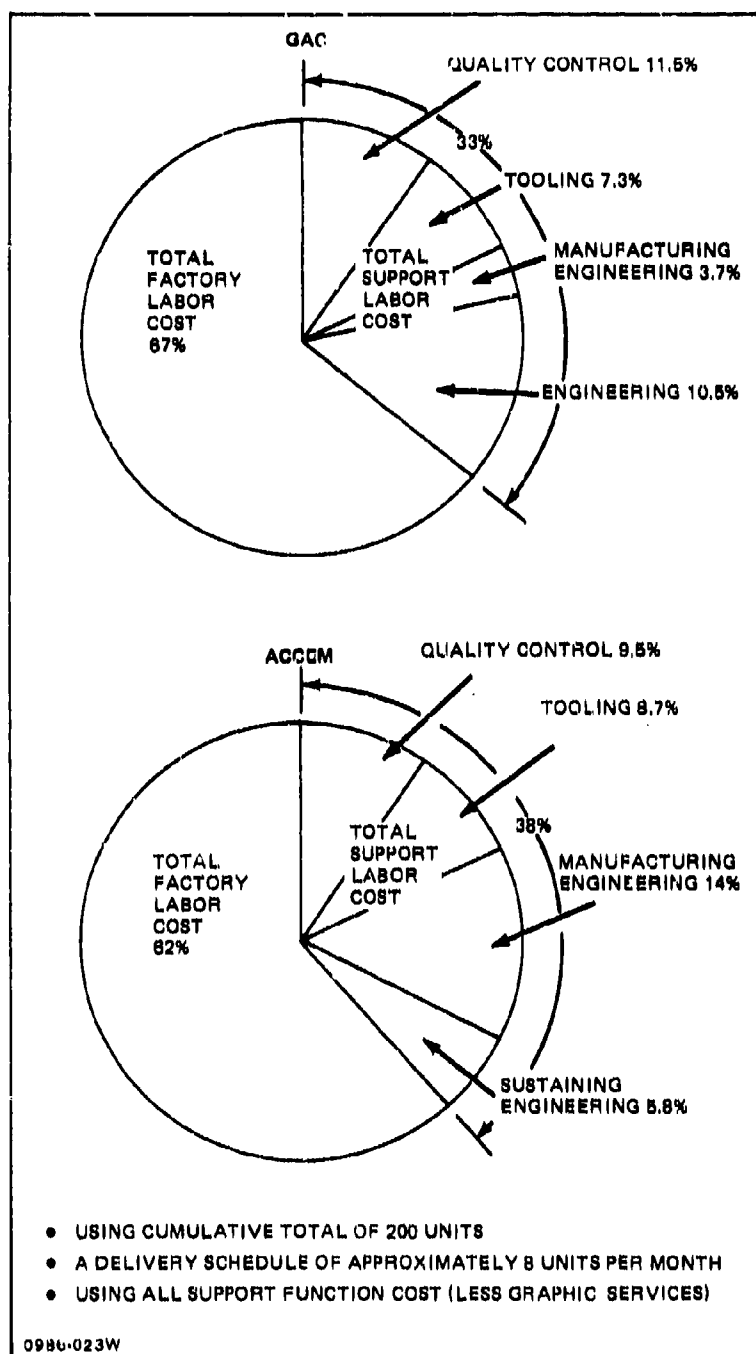 GAC
QUALITY CONTROL 11.5%
33%
TOOLING 7.3%
TOTAL
FACTORY
LABOR
COST
67%
TOTAL
SUPPORT
LABOR
COST
MANUFACTURING
ENGINEERING 3.7%
ENGINEERING 10.5%
ACCEM
QUALITY CONTROL 9.5%
TOOLING 8.7%
38%
TOTAL
FACTORY
LABOR
COST
62%
TOTAL
SUPPORT
LABOR
COST
MANUFACTURING
ENGINEERING 14%
SUSTAINING
ENGINEERING 5.8%
• USING CUMULATIVE TOTAL OF 200 UNITS
• A DELIVERY SCHEDULE OF APPROXIMATELY 8 UNITS PER MONTH
• USING ALL SUPPORT FUNCTION COST (LESS GRAPHIC SERVICES)
0986-023W